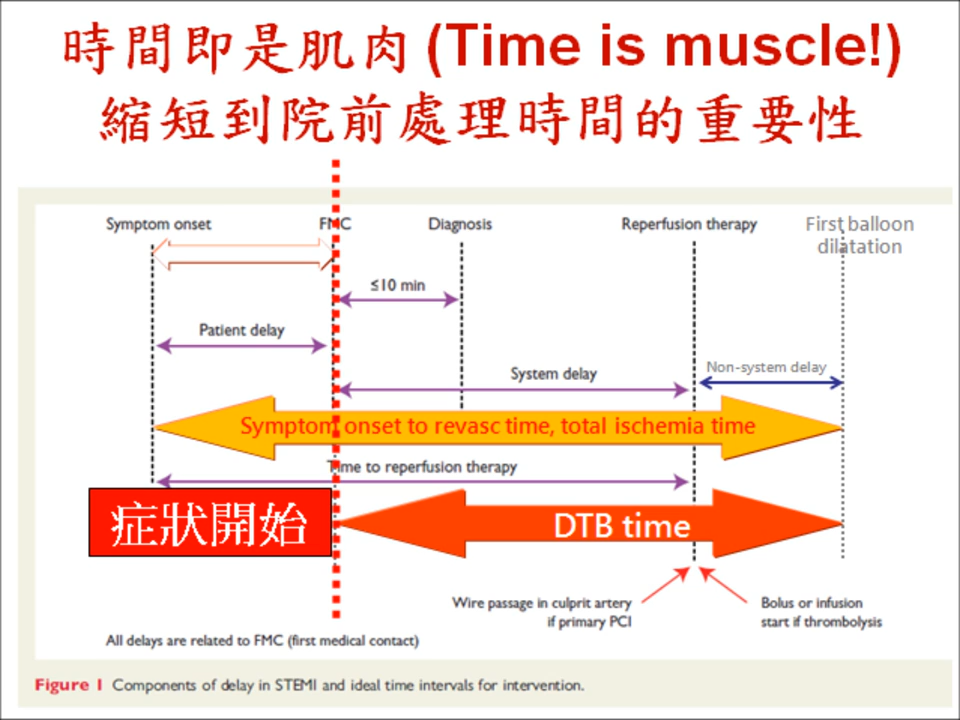 時間即是肌肉 (Time is muscle!)
縮短到院前處理時間的重要性
Symptom onset
FMC
Diagnosis
Reperfusion therapy
First balloon
dilatation
≤10 min
Patient delay
System delay
Non-system delay
Symptom onset to revasc time, total ischemia time
Time to reperfusion therapy
症狀開始
DTB time
Wire passage in culprit artery
if primary PCI
Bolus or infusion
start if thrombolysis
All delays are related to FMC (first medical contact)
Figure 1 Components of delay in STEMI and ideal time intervals for intervention.